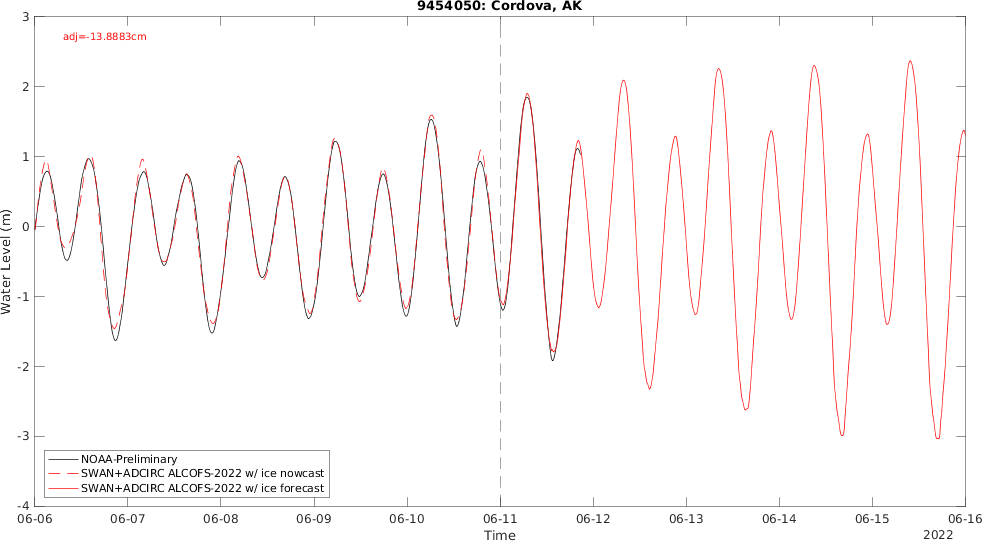 9454050: Cordova, AK
adj=-13.8883cm
3
2
1
0
-1
-2
-3
-4
Water Level (m)
NOAA-Preliminary
SWAN+ADCIRC ALCOFS-2022 w/ ice nowcast
SWAN+ADCIRC ALCOFS-2022 w/ ice forecast
06-06 06-07 06-08 06-09 06-10 06-11 06-12 06-13 06-14 06-15 06-16
Time
2022